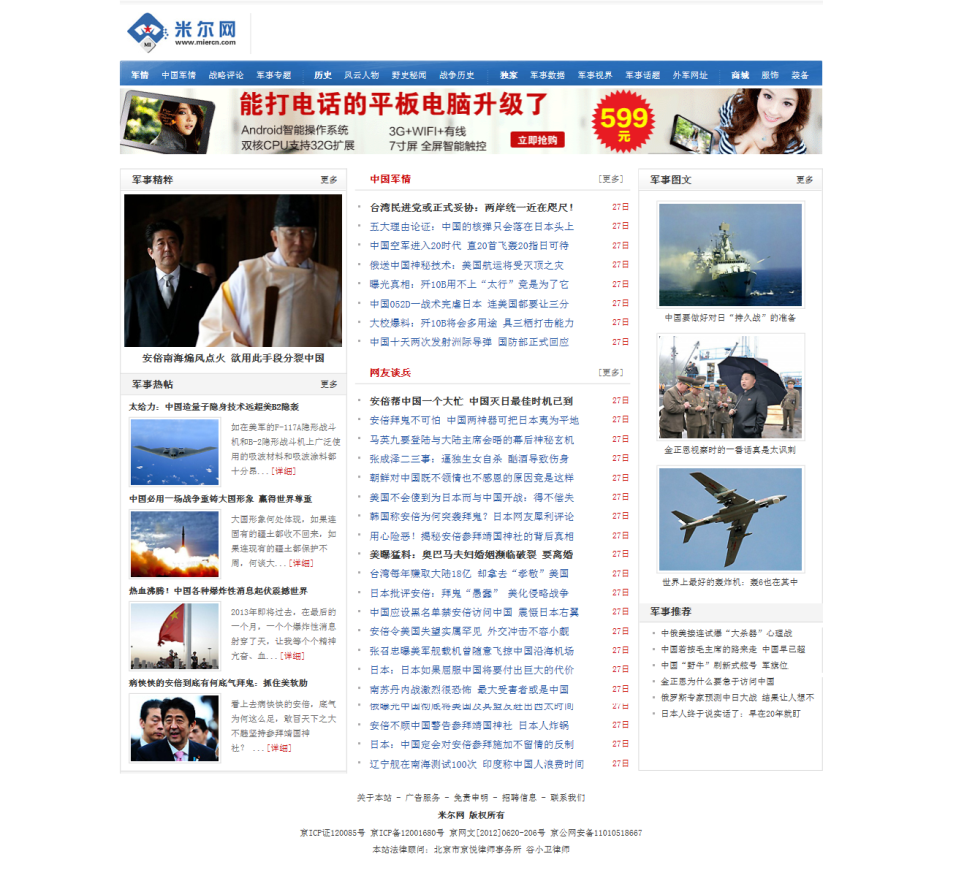 米尔网
www.miercn.com
军情 中国军情 战略评论 军事专题 历史 风云人物 野史秘闻 战争历史 独家 军事数据 军事视界 军事话题 外军网址 商城 服饰 装备
能打电话的平板电脑升级了
Android智能操作系统
双核CPU支持32G扩展
3G+WIFI+有线
7寸屏 全屏智能触控
立即抢购
599
元
军事精粹 更多
安倍南海煽风点火 欲用此手段分裂中国
军事热帖 更多
太给力：中国造量子隐身技术远超美B2隐轰
如在美军的F-117A隐形战斗
机和B-2隐形战斗机上广泛使
用的吸波材料和吸波涂料都
十分昂...[详细]
中国必用一场战争重铸大国形象 赢得世界尊重
大国形象何处体现，如果连
固有的疆土都收不回来，如
果连现有的疆土都保护不
周，何谈大...[详细]
热血沸腾！中国各种爆炸性消息起伏震撼世界
2013年即将过去，在最后的
一个月，一个个爆炸性消息
射穿了天，让我等个个精神
亢奋。血...[详细]
病怏怏的安倍到底有何底气拜鬼：抓住美软肋
看上去病怏怏的安倍，底气
为何这么足，敢冒天下之大
不韪坚持参拜靖国神
社？ ...[详细]
中国军情 [更多]
台湾民进党或正式妥协：两岸统一近在咫尺！ 27日
五大理由论证：中国的核弹只会落在日本头上 27日
中国空军进入20时代 直20首飞轰20指日可待 27日
俄送中国神秘技术：美国航运将受灭顶之灾 27日
曝光真相：歼10B用不上“太行”竟是为了它 27日
中国052D一战术完虐日本 连美国都要让三分 27日
大校爆料：歼10B将会多用途 具三栖打击能力 27日
中国十天两次发射洲际导弹 国防部正式回应 27日
网友谈兵 [更多]
安倍帮中国一个大忙 中国灭日最佳时机已到 27日
安倍拜鬼不可怕 中国两神器可把日本夷为平地 27日
马英九要登陆与大陆主席会晤的幕后神秘玄机 27日
张成泽二三事：逼独生女自杀 酗酒导致伤身 27日
朝鲜对中国既不领情也不感恩的原因竟是这样 27日
美国不会傻到为日本而与中国开战：得不偿失 27日
韩国称安倍为何突袭拜鬼？日本网友犀利评论 27日
用心险恶！揭秘安倍参拜靖国神社的背后真相 27日
美曝猛料：奥巴马夫妇婚姻濒临破裂 要离婚 27日
台湾每年赚取大陆18亿 却拿去“孝敬”美国 27日
日本批评安倍：拜鬼“愚蠢” 美化侵略战争 27日
中国应设黑名单禁安倍访问中国 震慑日本右翼 27日
安倍令美国失望实属罕见 外交冲击不容小觑 27日
张召忠曝美军舰载机曾随意飞掠中国沿海机场 27日
日本：日本如果屈服中国将要付出巨大的代价 27日
南苏丹内战激烈很恐怖 最大受害者或是中国 27日
俄曝光中国彻底将美国及其盟友赶出西太时间 27日
安倍不顾中国警告参拜靖国神社 日本人炸锅 27日
日本：中国定会对安倍参拜施加不留情的反制 27日
辽宁舰在南海测试100次 印度称中国人浪费时间 27日
军事图文 更多
中国要做好对日“持久战”的准备
金正恩视察时的一番话真是太讽刺
世界上最好的轰炸机：轰6也在其中
军事推荐
中俄美接连试爆“大杀器”心理战
中国若接毛主席的路来走 中国早已超
中国“野牛”刷新式舷号 军旗位
金正恩为什么要急于访问中国
俄罗斯专家预测中日大战 结果让人想不
日本人终于说实话了：早在20年就盯
关于本站 - 广告服务 - 免责申明 - 招聘信息 - 联系我们
米尔网 版权所有
京ICP证120085号 京ICP备12001680号 京网文[2012]0620-206号 京公网安备11010518667
本站法律顾问：北京市京悦律师事务所 谷小卫律师